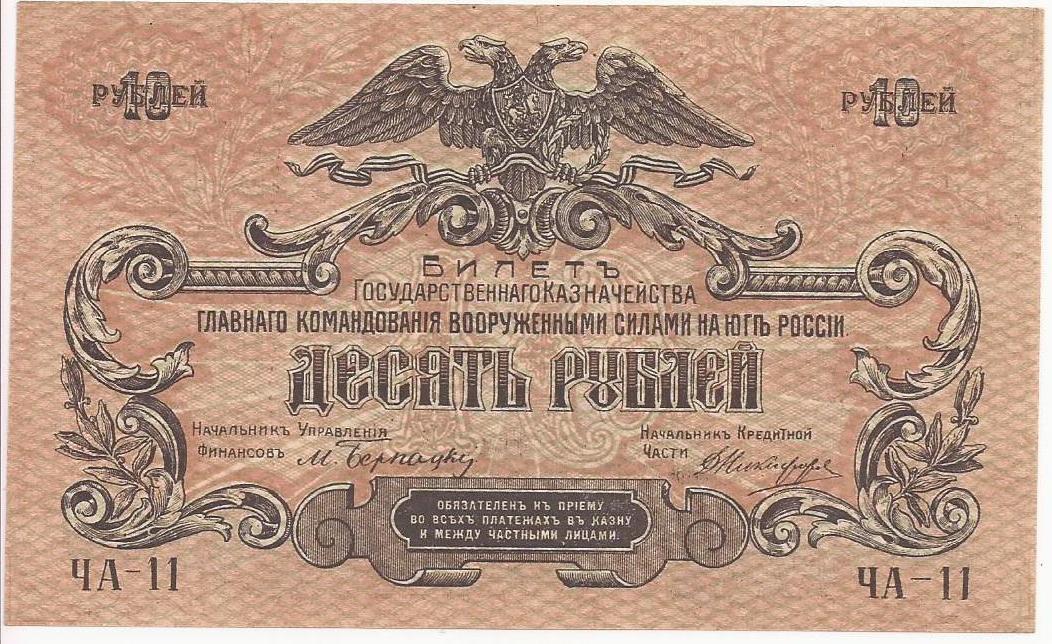 10 РУБЛЕЙ
10 РУБЛЕЙ
БИЛЕТЪ
ГОСУДАРСТВЕННАГО КАЗНАЧЕЙСТВА
ГЛАВНАГО КОМАНДОВАНІЯ ВООРУЖЕННЫМИ СИЛАМИ НА ЮГѢ РОССІИ.
ДЕСЯТЬ РУБЛЕЙ
НАЧАЛЬНИКЪ УПРАВЛЕНІЯ
ФИНАНСОВЪ М. Бернацкій
НАЧАЛЬНИКЪ КРЕДИТНОЙ
ЧАСТИ
ОБЯЗАТЕЛЕНЪ КЪ ПРІЕМУ
ВО ВСѢХЪ ПЛАТЕЖАХЪ ВЪ КАЗНУ
И МЕЖДУ ЧАСТНЫМИ ЛИЦАМИ.
ЧА-11
ЧА-11